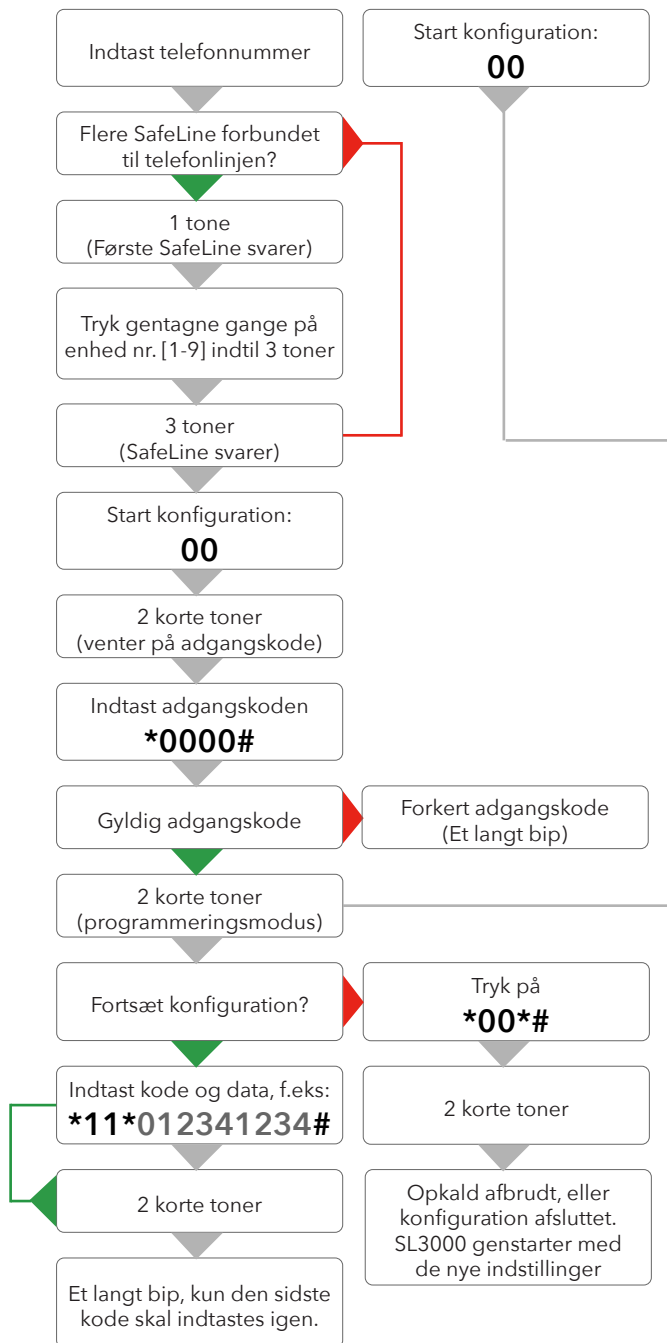 Indtast telefonnummer
Start konfiguration:
00
Flere SafeLine forbundet
til telefonlinjen?
1 tone
(Første SafeLine svarer)
Tryk gentagne gange på
enhed nr. [1-9] indtil 3 toner
3 toner
(SafeLine svarer)
Start konfiguration:
00
2 korte toner
(venter på adgangskode)
Indtast adgangskoden
*0000#
Gyldig adgangskode
Forkert adgangskode
(Et langt bip)
2 korte toner
(programmeringsmodus)
Fortsæt konfiguration?
Tryk på
*00*#
Indtast kode og data, f.eks:
*11*012341234#
2 korte toner
2 korte toner
Opkald afbrudt, eller
konfiguration afsluttet.
SL3000 genstarter med
de nye indstillinger
Et langt bip, kun den sidste
kode skal indtastes igen.